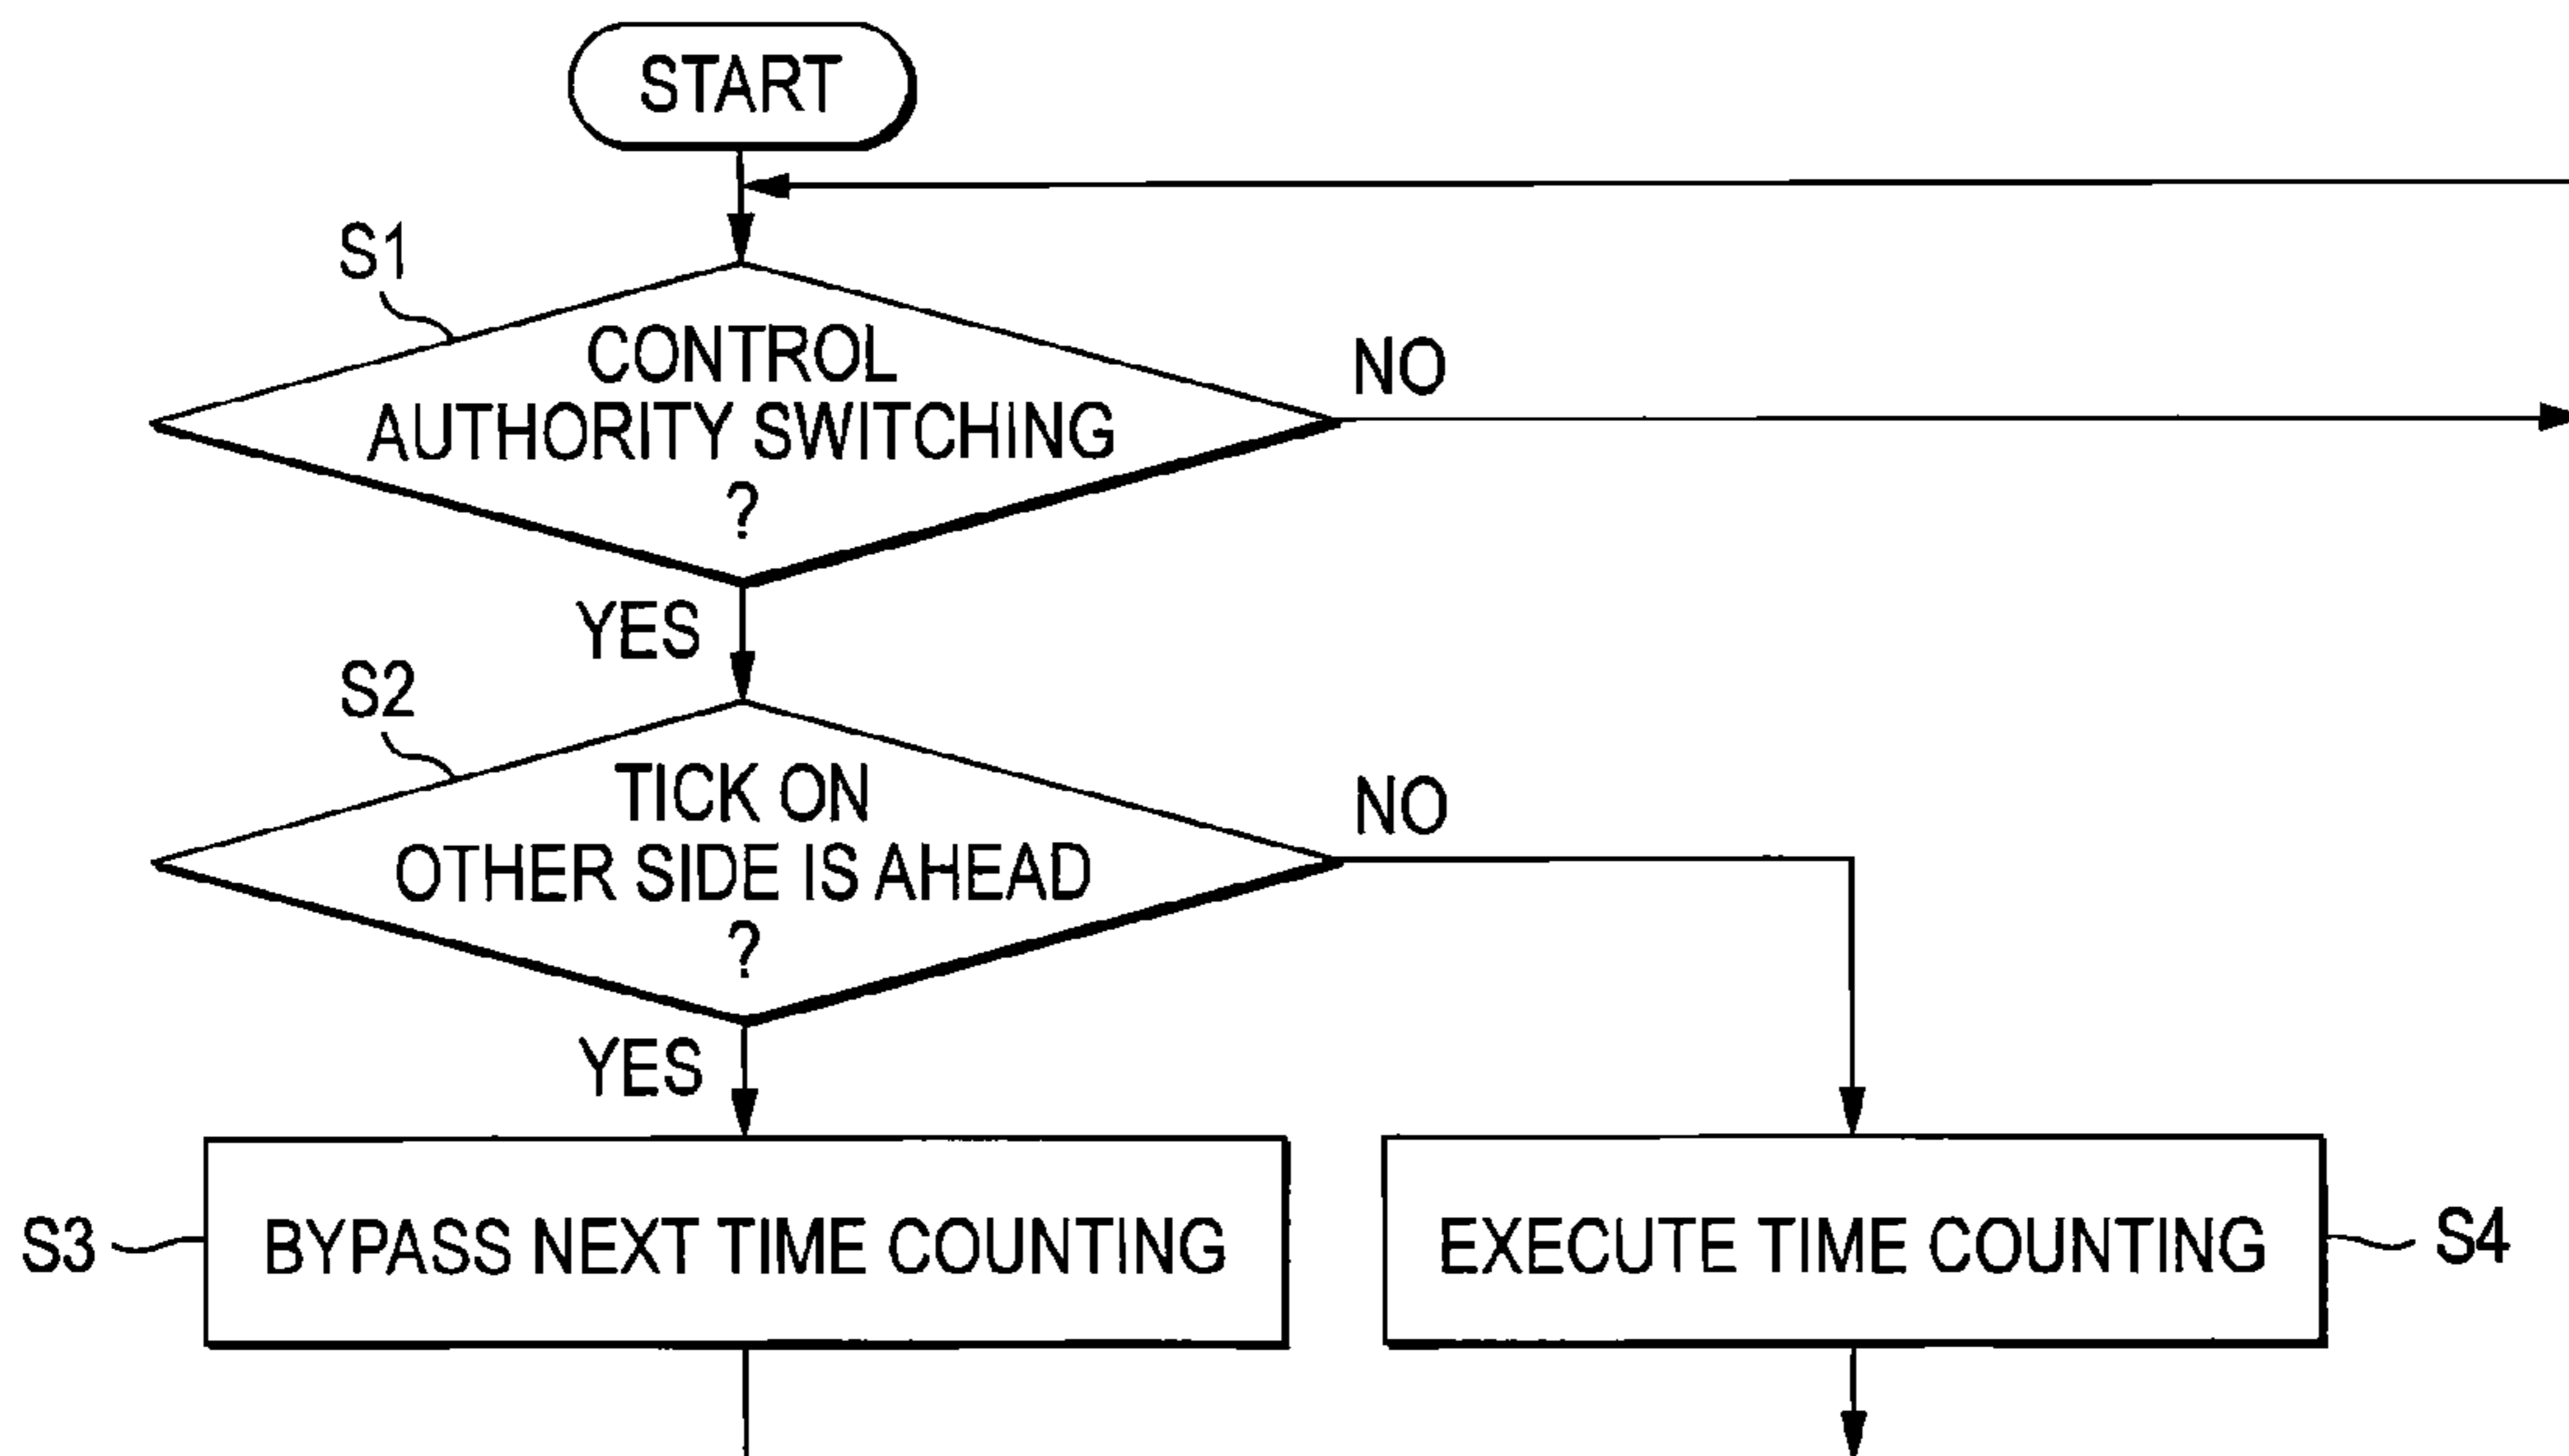 START
S1
CONTROL
AUTHORITY SWITCHING
?
NO
YES
S2
TICK ON
OTHER SIDE IS AHEAD
?
NO
YES
S3
BYPASS NEXT TIME COUNTING
EXECUTE TIME COUNTING
S4